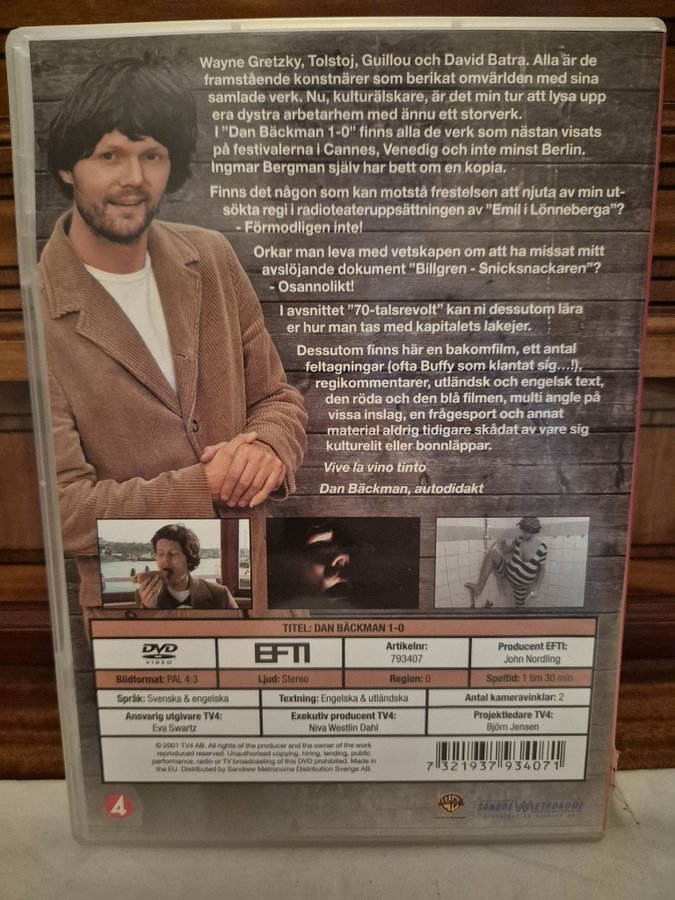 Wayne Gretzky, Tolstoj, Guillou och David Batra. Alla är de
framstående konstnärer som berikat omvärlden med sina
samlade verk. Nu, kulturälskare, är det min tur att lysa upp
era dystra arbetarhem med ännu ett storverk.
I "Dan Bäckman 1-0" finns alla de verk som nästan visats
på festivalerna i Cannes, Venedig och inte minst Berlin.
Ingmar Bergman själv har bett om en kopia.
Finns det någon som kan motstå frestelsen att njuta av min ut-
sökta regi i radioteateruppsättningen av "Emil i Lönneberga"?
- Förmodligen inte!
Orkar man leva med vetskapen om att ha missat mitt
avslöjande dokument "Billgren - Snicksnackaren"?
- Osannolikt!
I avsnittet "70-talsrevolt" kan ni dessutom lära
er hur man tas med kapitalets lakejer.
Dessutom finns här en bakomfilm, ett antal
feltagningar (ofta Buffy som klantat sig...!),
regikommentarer, utländsk och engelsk text,
den röda och den blå filmen, multi angle på
vissa inslag, en frågesport och annat
material aldrig tidigare skådat av vare sig
kulturelit eller bonnläppar.
Vive la vino tinto
Dan Bäckman, autodidakt
TITEL: DAN BÄCKMAN 1-0
DVD VIDEO
EFTI
Artikelnr: 793407
Producent EFTI: John Nordling
Bildformat: PAL 4:3
Ljud: Stereo
Region: 0
Speltid: 1 tim 30 min
Språk: Svenska & engelska
Textning: Engelska & utländska
Antal kameravinklar: 2
Ansvarig utgivare TV4: Eva Swartz
Exekutiv producent TV4: Niva Westlin Dahl
Projektledare TV4: Björn Jensen
© 2001 TV4 AB. All rights of the producer and the owner of the work
reproduced reserved. Unauthorised copying, hiring, lending, public
performance, radio or TV broadcasting of this DVD prohibited. Made in
the EU. Distributed by Sandrew Metronome Distribution Sverige AB.
7 321937 934071
4
SANDREW METRONOME
DISTRIBUTION SVERIGE AB